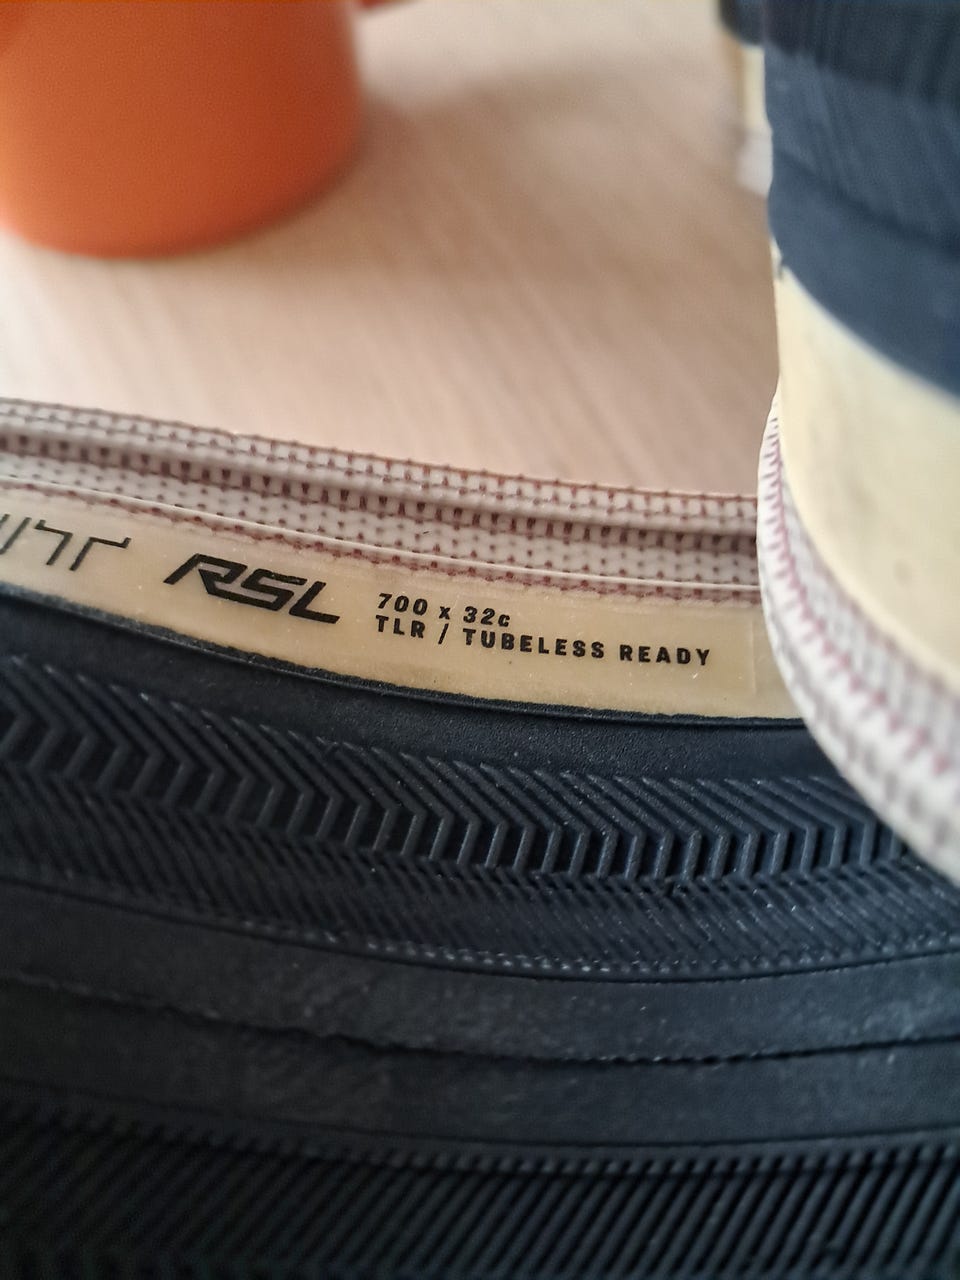 RSL
700 x 32c
TLR / TUBELESS READY